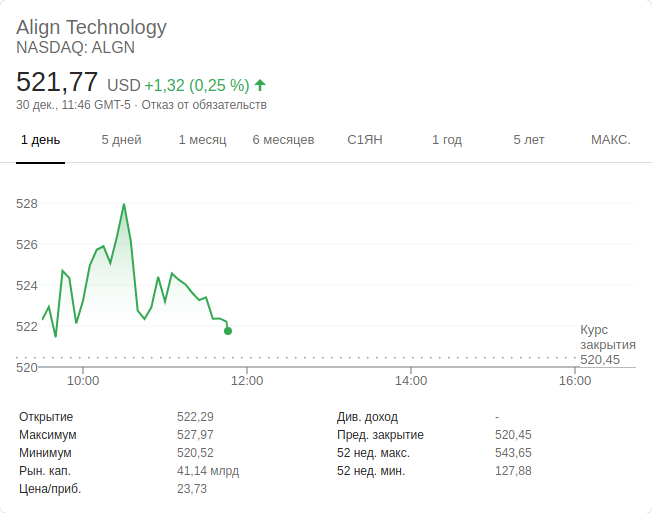 Align Technology
NASDAQ: ALGN
521,77 USD +1,32 (0,25 %)
30 дек., 11:46 GMT-5 · Отказ от обязательств
1 день 5 дней 1 месяц 6 месяцев С1ЯН 1 год 5 лет МАКС.
528
526
524
522
520
Курс
закрытия
520,45
10:00 12:00 14:00 16:00
Открытие 522,29 Див. доход -
Максимум 527,97 Пред. закрытие 520,45
Минимум 520,52 52 нед. макс. 543,65
Рын. кап. 41,14 млрд 52 нед. мин. 127,88
Цена/приб. 23,73